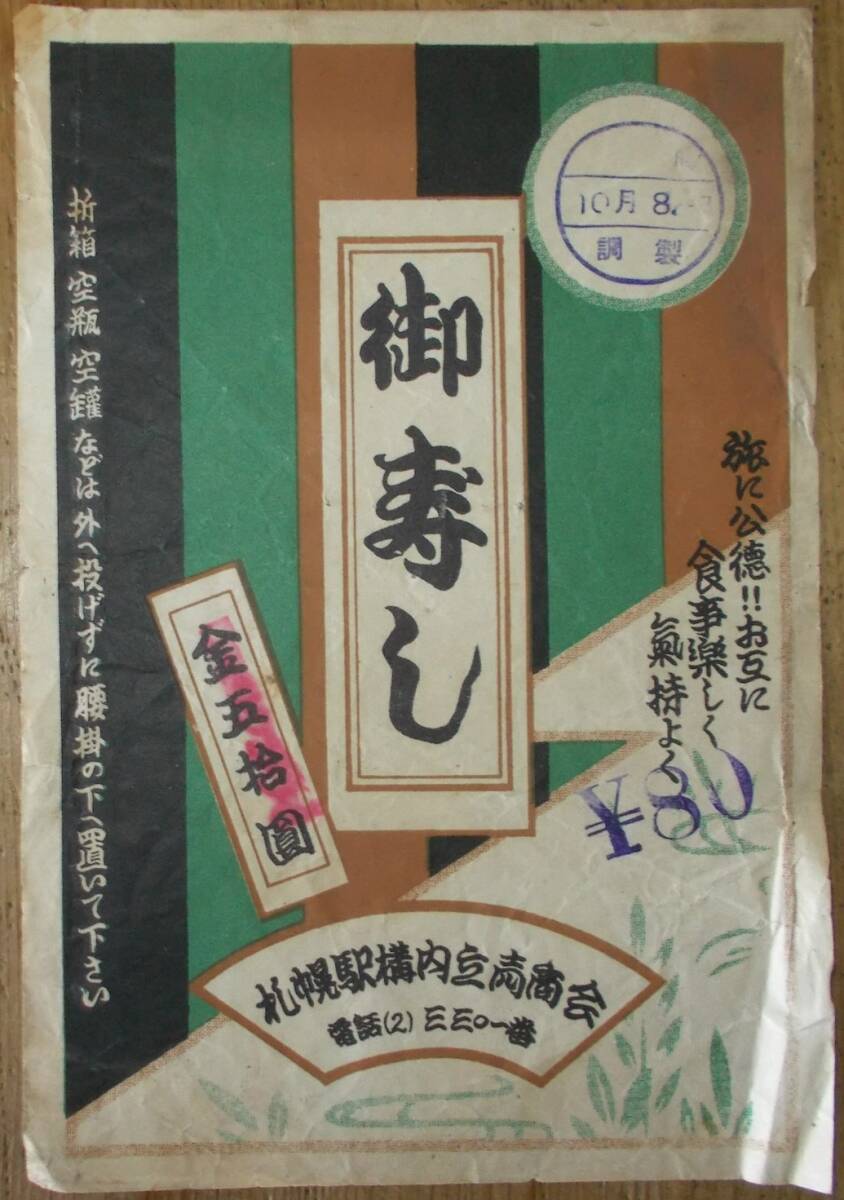 10月8
調製
旅に公德!!お互に
食事楽しく
氣持よく
¥80
御寿し
金五拾圓
折箱 空瓶 空罐などは外へ投げずに腰掛の下へ置いて下さい
札幌駅構内立売商会
電話(2)三三〇一番